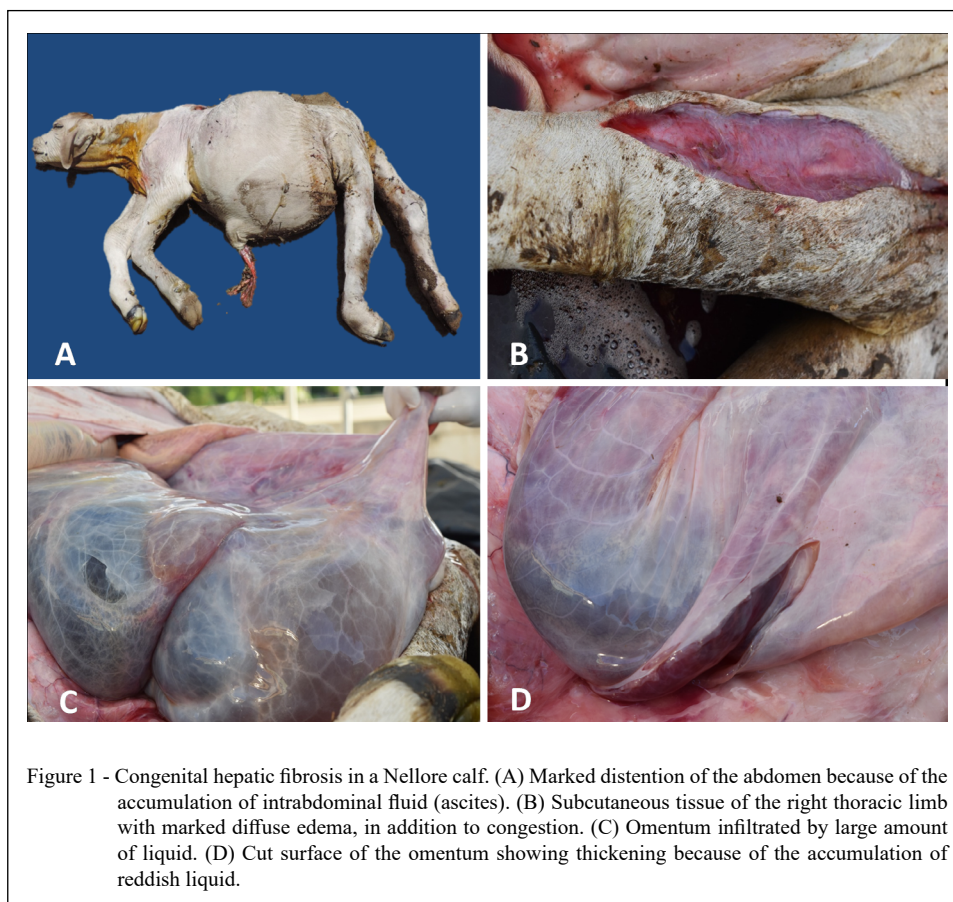 A
B
C
D
Figure 1 - Congenital hepatic fibrosis in a Nellore calf. (A) Marked distention of the abdomen because of the
accumulation of intrabdominal fluid (ascites). (B) Subcutaneous tissue of the right thoracic limb
with marked diffuse edema, in addition to congestion. (C) Omentum infiltrated by large amount
of liquid. (D) Cut surface of the omentum showing thickening because of the accumulation of
reddish liquid.